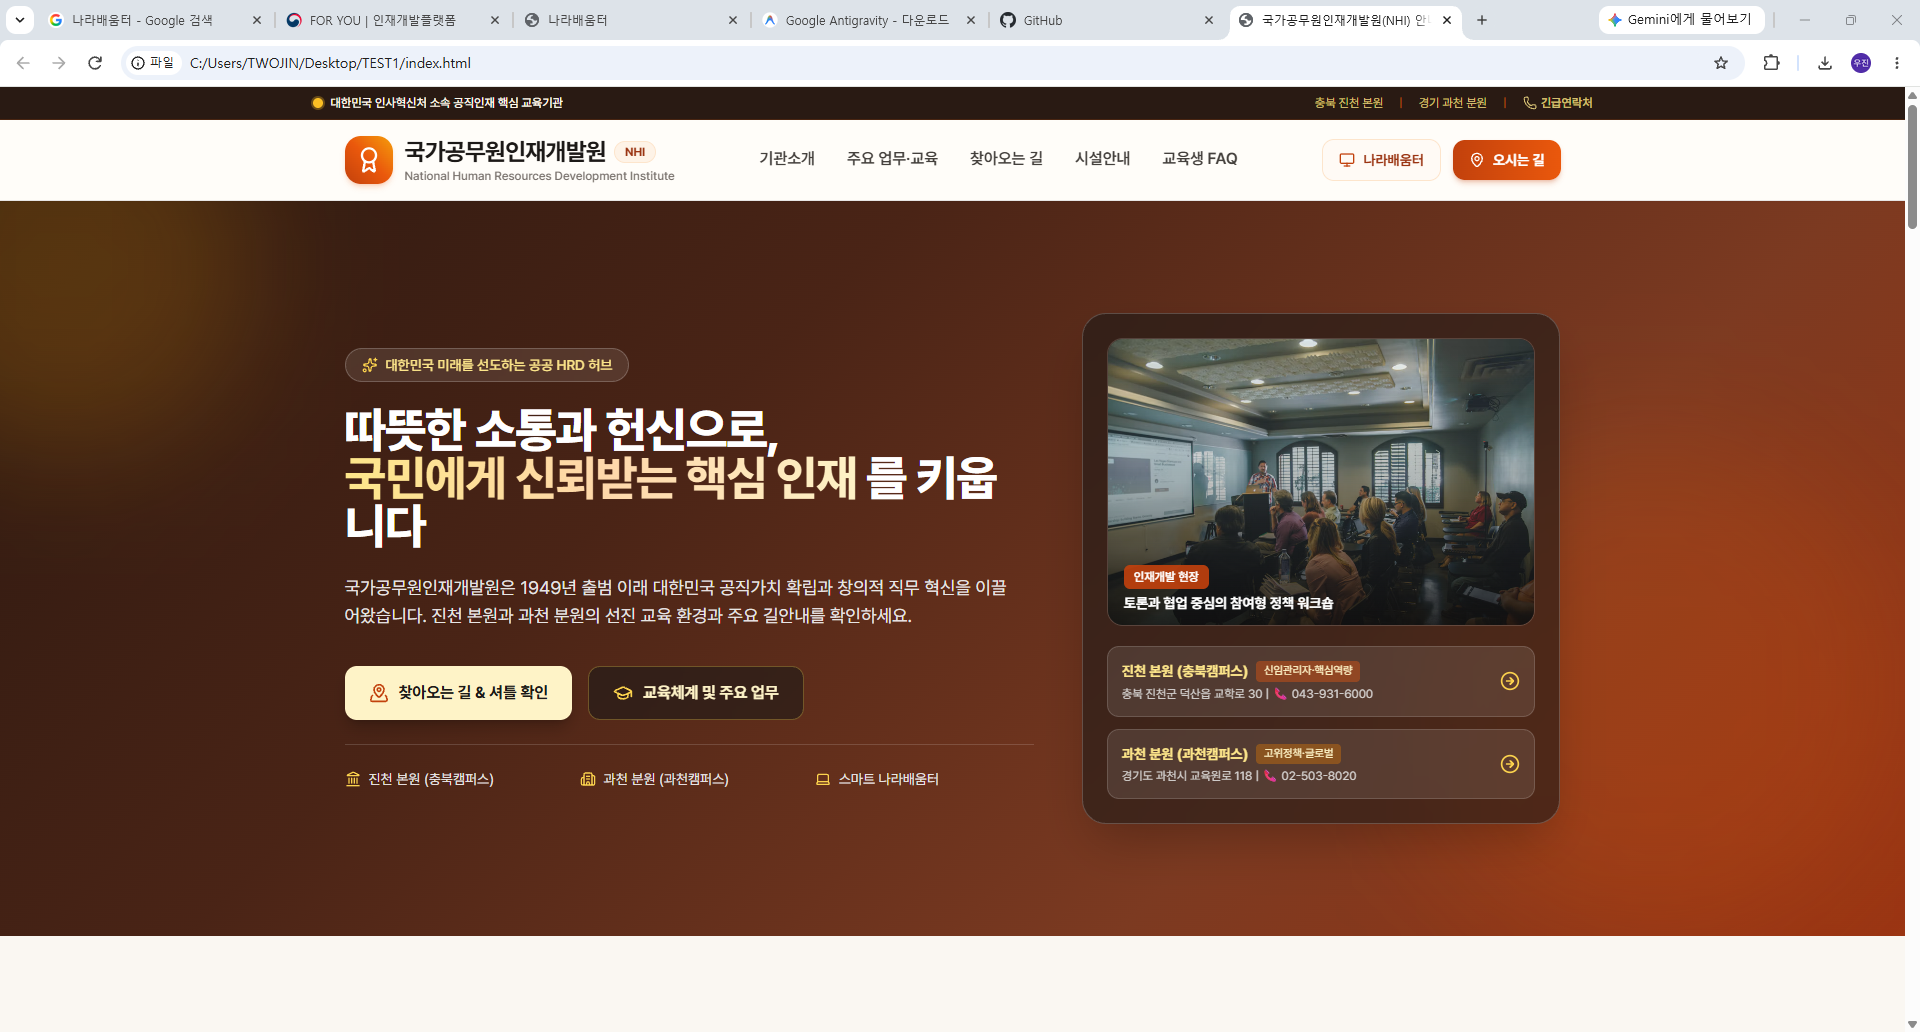 나라배움터 - Google 검색
FOR YOU | 인재개발플랫폼
나라배움터
Google Antigravity - 다운로드
GitHub
국가공무원인재개발원(NHI)
Gemini에게 물어보기
파일
C:/Users/TWOJIN/Desktop/TEST1/index.html
우진
대한민국 인사혁신처 소속 공직인재 핵심 교육기관
충북 진천 본원 | 경기 과천 분원 | 긴급연락처
국가공무원인재개발원 NHI
National Human Resources Development Institute
기관소개
주요 업무·교육
찾아오는 길
시설안내
교육생 FAQ
나라배움터
오시는 길
대한민국 미래를 선도하는 공공 HRD 허브
따뜻한 소통과 헌신으로,
국민에게 신뢰받는 핵심 인재 를 키웁
니다
국가공무원인재개발원은 1949년 출범 이래 대한민국 공직가치 확립과 창의적 직무 혁신을 이끌
어왔습니다. 진천 본원과 과천 분원의 선진 교육 환경과 주요 길안내를 확인하세요.
찾아오는 길 & 셔틀 확인
교육체계 및 주요 업무
진천 본원 (충북캠퍼스)
과천 분원 (과천캠퍼스)
스마트 나라배움터
인재개발 현장
토론과 협업 중심의 참여형 정책 워크숍
진천 본원 (충북캠퍼스) 신임관리자·핵심역량
충북 진천군 덕산읍 교학로 30 | 📞 043-931-6000
과천 분원 (과천캠퍼스) 고위정책·글로벌
경기도 과천시 교육원로 118 | 📞 02-503-8020